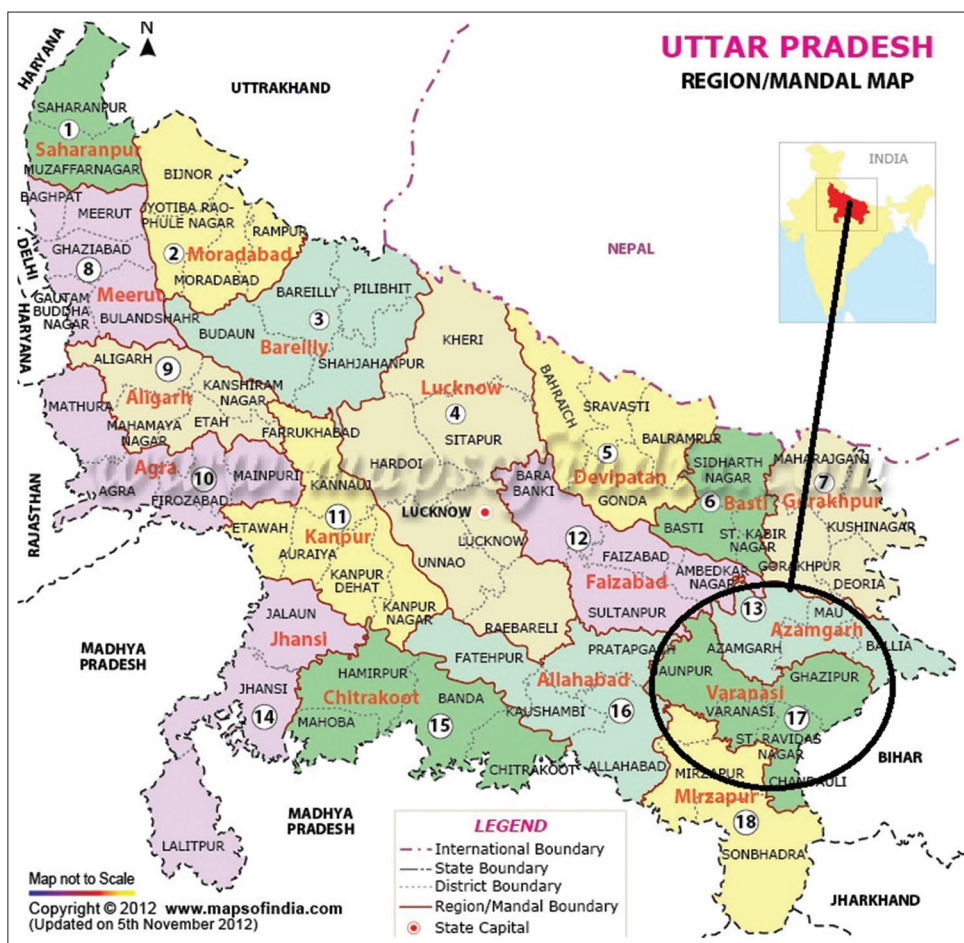 UTTAR PRADESH
REGION/MANDAL MAP
N
HARYANA
UTTRAKHAND
INDIA
NEPAL
DELHI
HARYANA
RAJASTHAN
MADHYA
PRADESH
MADHYA
PRADESH
BIHAR
JHARKHAND
SAHARANPUR
1
Saharanpur
MUZAFFARNAGAR
BIJNOR
JYOTIBA RAO-
PHULE NAGAR
RAMPUR
2
Moradabad
MORADABAD
BAGHPAT
MEERUT
GHAZIABAD
8
Meerut
GAUTAM
BUDDHA
NAGAR
BULANDSHAHR
BAREILLY
PILIBHIT
BUDAUN
3
Bareilly
SHAHJAHANPUR
KHERI
Lucknow
4
SITAPUR
HARDOI
LUCKNOW
LUCKNOW
UNNAO
RAEBARELI
BAHRAICH
SRAVASTI
BALRAMPUR
5
Devipatan
GONDA
SIDHARTH
NAGAR
6
Basti
BASTI
ST. KABIR
NAGAR
MAHARAJGANJ
7
Gorakhpur
KUSHINAGAR
GORAKHPUR
DEORIA
ALIGARH
9
Aligarh
KANSHIRAM
NAGAR
MAHAMAYA
NAGAR
ETAH
MATHURA
Agra
10
MAINPURI
AGRA
FIROZABAD
FARRUKHABAD
KANNAUJ
ETAWAH
11
Kanpur
AURAIYA
KANPUR
DEHAT
KANPUR
NAGAR
BARA
BANKI
12
FAIZABAD
Faizabad
AMBEDKAR
NAGAR
SULTANPUR
13
MAU
Azamgarh
AZAMGARH
BALLIA
JALAUN
Jhansi
JHANSI
14
LALITPUR
HAMIRPUR
Chitrakoot
BANDA
MAHOBA
15
CHITRAKOOT
FATEHPUR
PRATAPGARH
Allahabad
KAUSHAMBI
16
ALLAHABAD
JAUNPUR
GHAZIPUR
Varanasi
VARANASI
17
ST. RAVIDAS
NAGAR
CHANDAULI
MIRZAPUR
Mirzapur
18
SONBHADRA
www.mapsofindia.com
LEGEND
International Boundary
State Boundary
District Boundary
Region/Mandal Boundary
State Capital
Map not to Scale
Copyright © 2012 www.mapsofindia.com
(Updated on 5th November 2012)